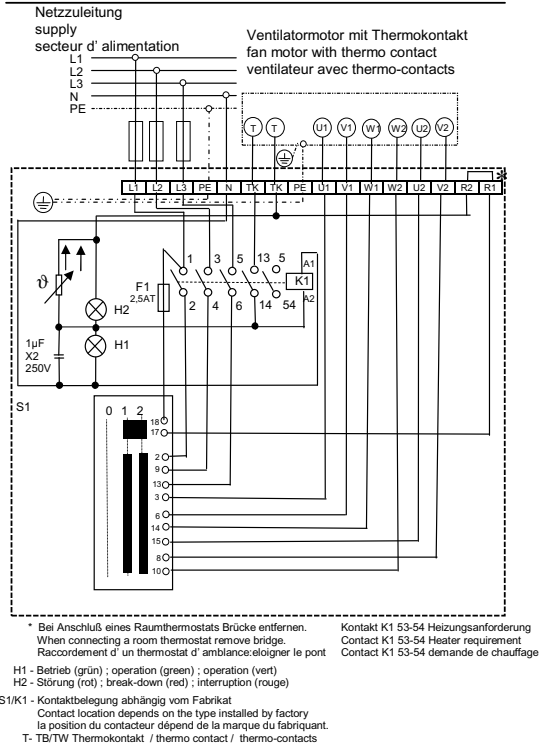 Netzzuleitung
supply
secteur d' alimentation
Ventilatormotor mit Thermokontakt
fan motor with thermo contact
ventilateur avec thermo-contacts
L1
L2
L3
N
PE
T T U1 V1 W1 W2 U2 V2
L1 L2 L3 PE N TK TK PE U1 V1 W1 W2 U2 V2 R2 R1 *
1 3 5 13 5
A1
K1
A2
F1
2,5AT
2 4 6 14 54
ϑ
H2
H1
1µF
X2
250V
S1
0 1 2
18
17
2
9
13
3
6
14
15
8
10
* Bei Anschluß eines Raumthermostats Brücke entfernen.
When connecting a room thermostat remove bridge.
Raccordement d' un thermostat d' amblance:eloigner le pont
Kontakt K1 53-54 Heizungsanforderung
Contact K1 53-54 Heater requirement
Contact K1 53-54 demande de chauffage
H1 - Betrieb (grün) ; operation (green) ; operation (vert)
H2 - Störung (rot) ; break-down (red) ; interruption (rouge)
S1/K1 - Kontaktbelegung abhängig vom Fabrikat
Contact location depends on the type installed by factory
la position du contacteur dépend de la marque du fabriquant.
T- TB/TW Thermokontakt / thermo contact / thermo-contacts